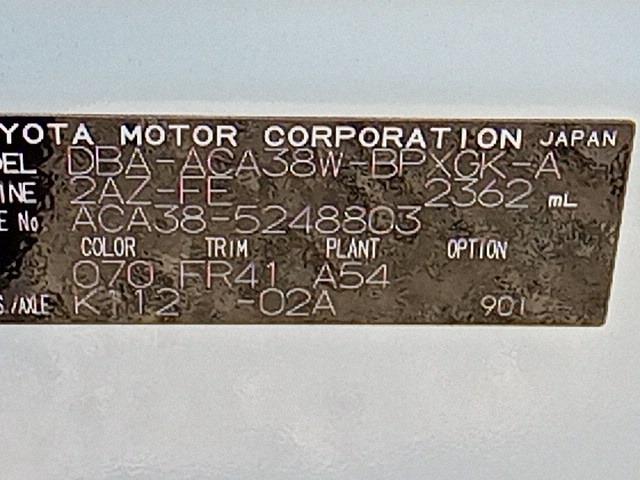 YOTA MOTOR CORPORATION JAPAN
DEL DBA-ACA38W-BPXGK-A
INE 2AZ-FE 2362 mL
E No. ACA38-5248803
COLOR TRIM PLANT OPTION
070 FR41 A54
S./AXLE K112 -02A 901